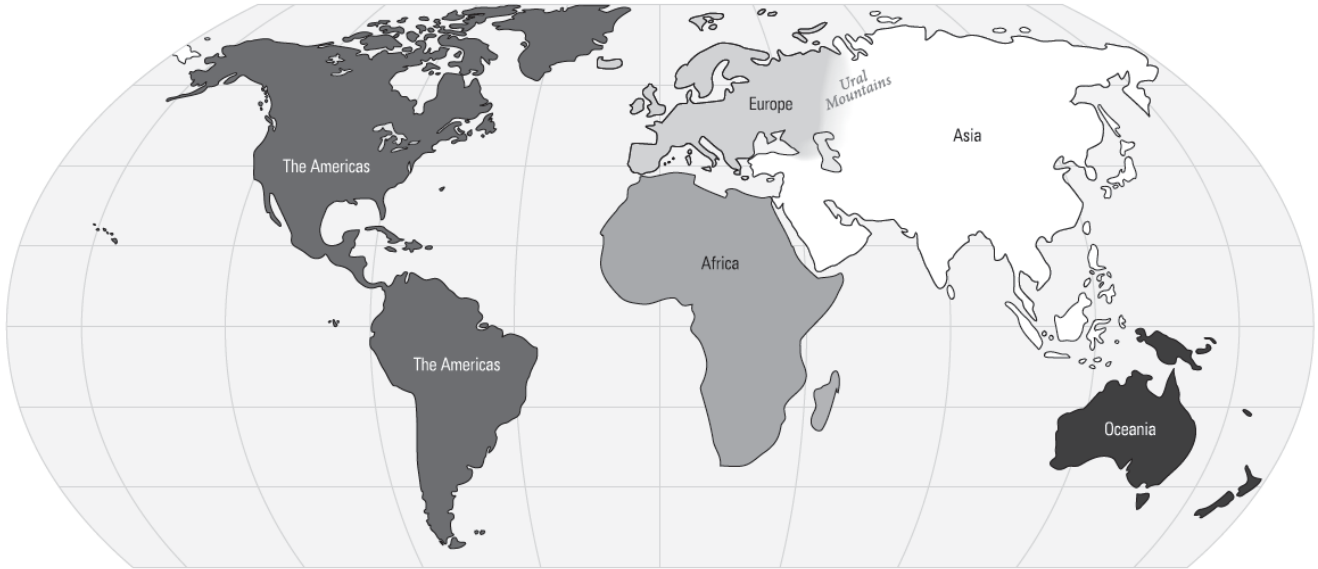 Ural
Mountains
Europe
Asia
The Americas
Africa
The Americas
Oceania